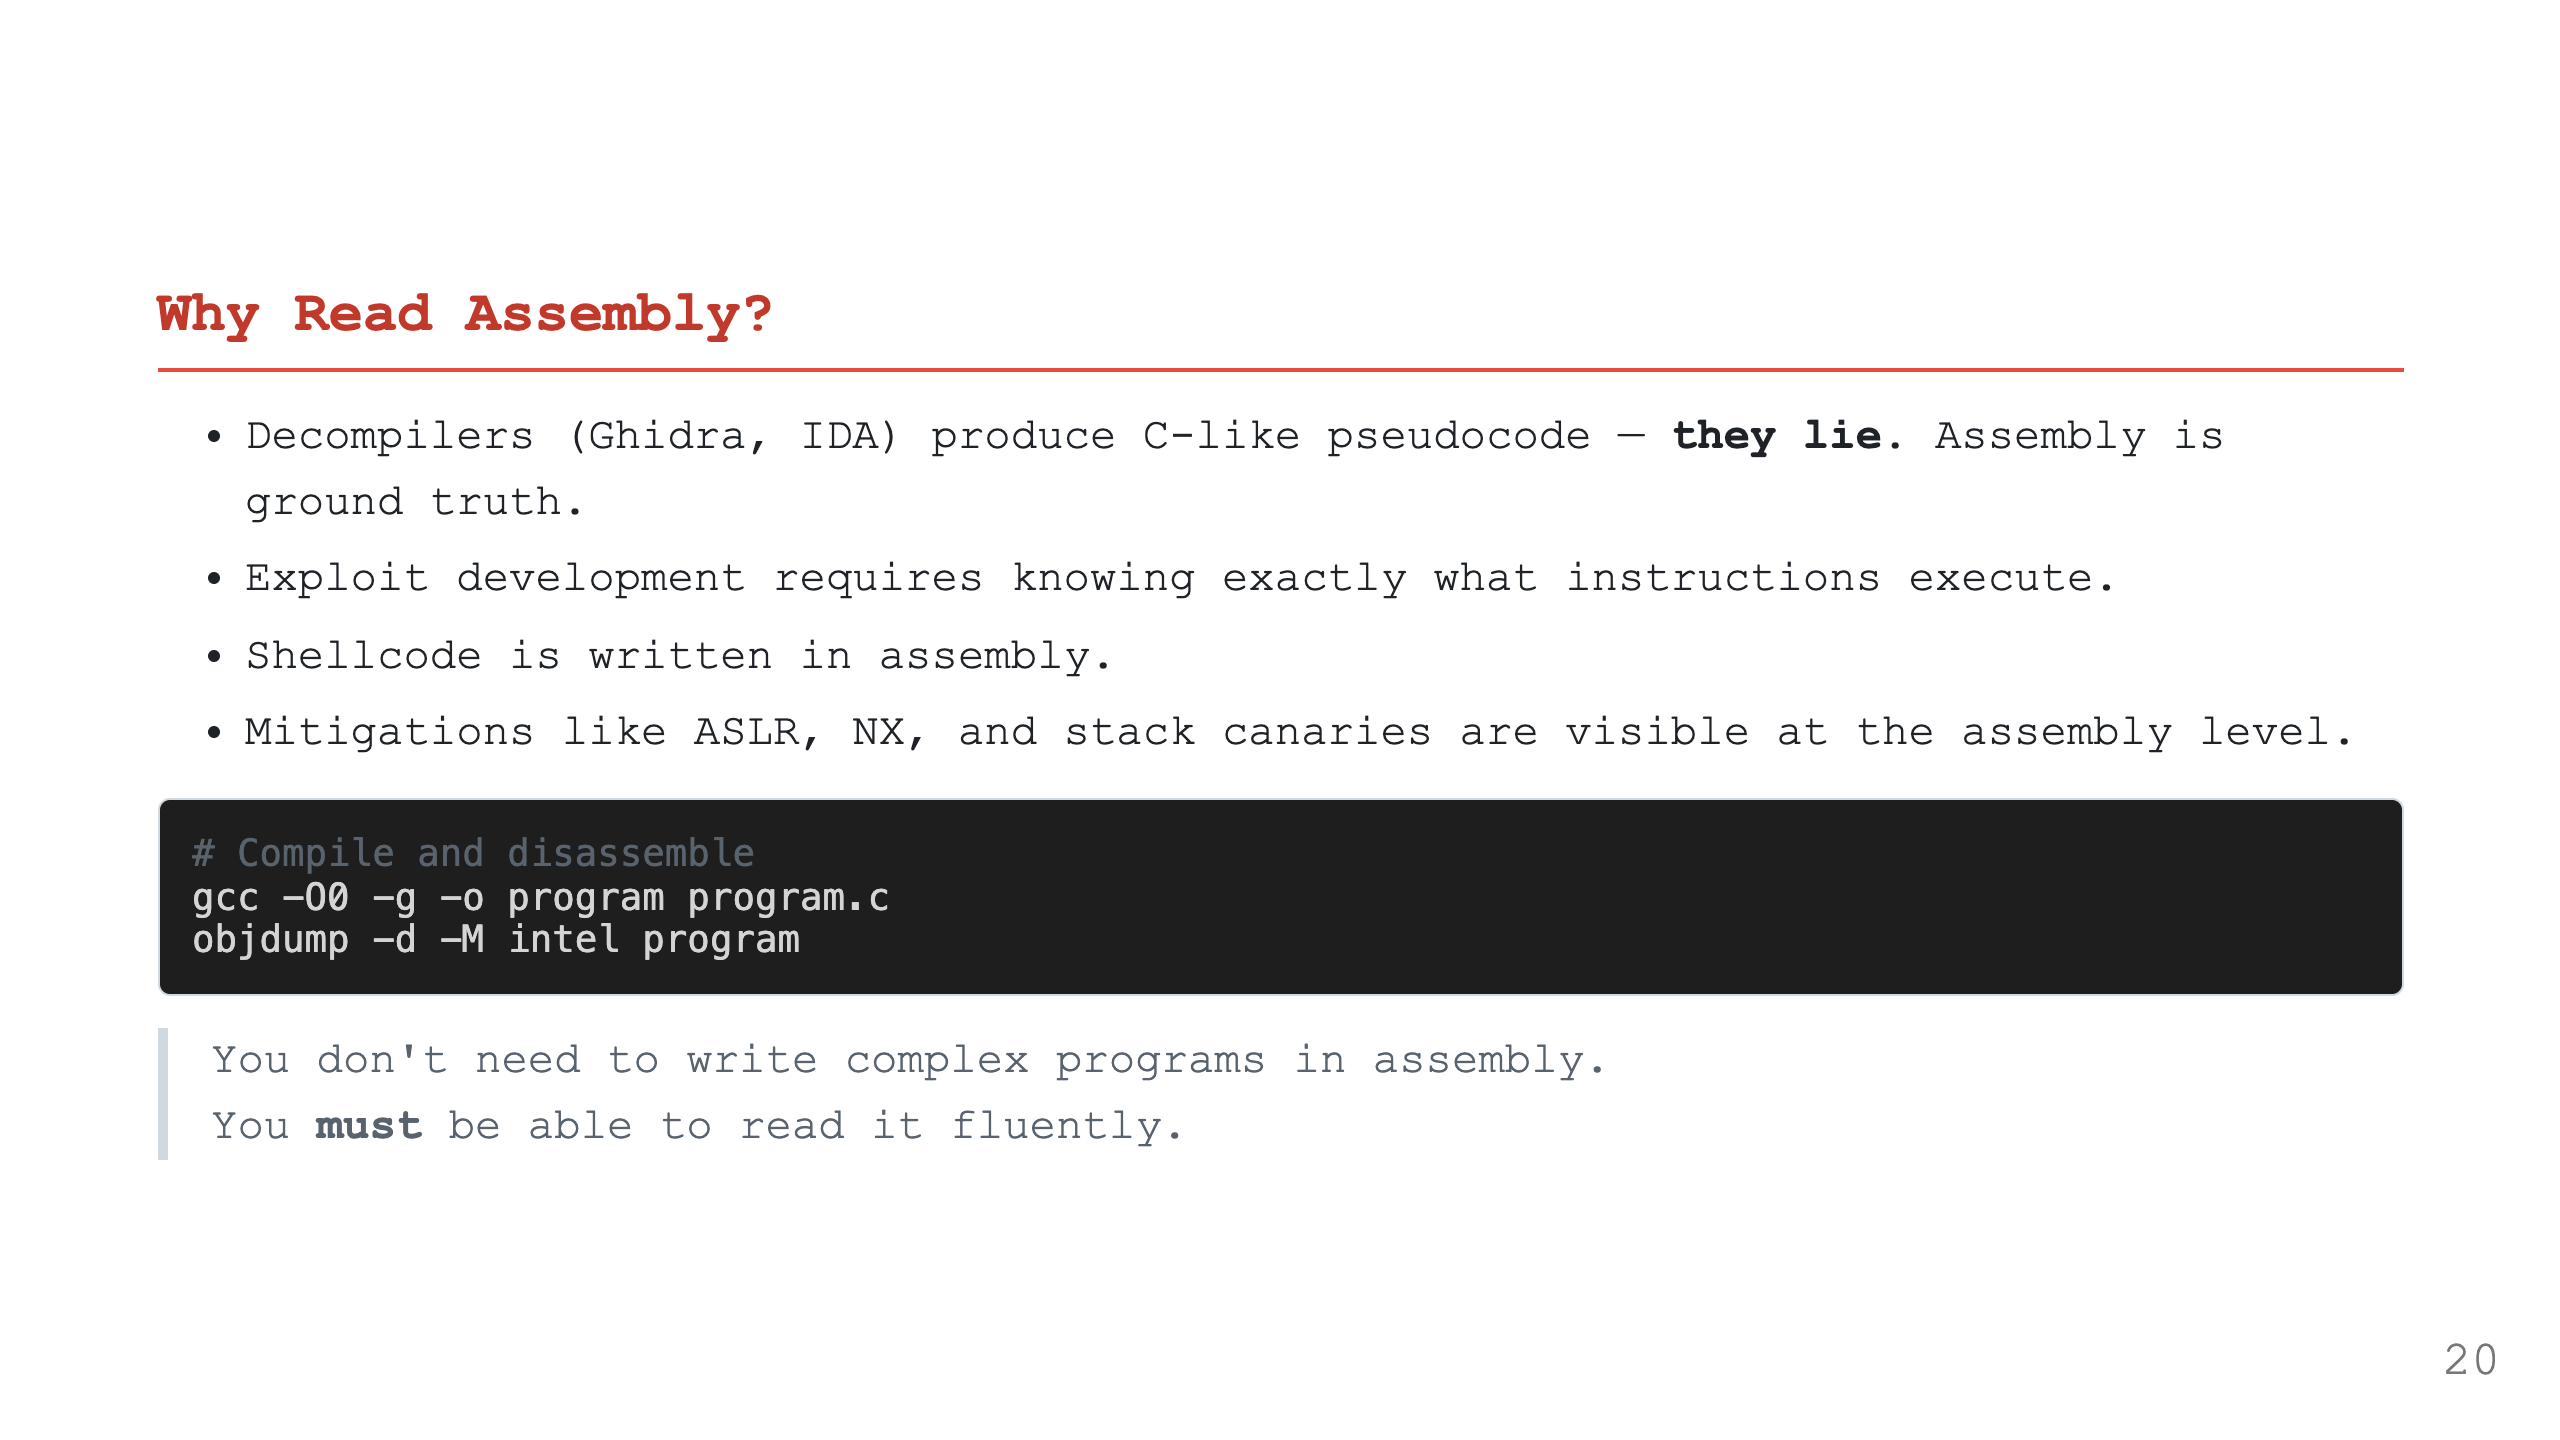 Why Read Assembly?
• Decompilers (Ghidra, IDA) produce C-like pseudocode — they lie. Assembly is
ground truth.
• Exploit development requires knowing exactly what instructions execute.
• Shellcode is written in assembly.
• Mitigations like ASLR, NX, and stack canaries are visible at the assembly level.
# Compile and disassemble
gcc -O0 -g -o program program.c
objdump -d -M intel program
You don't need to write complex programs in assembly.
You must be able to read it fluently.
20